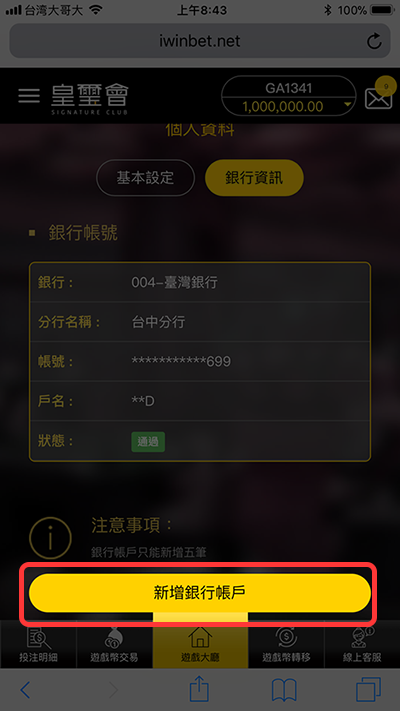 台湾大哥大 上午8:43 100%
iwinbet.net
皇璽會
SIGNATURE CLUB
GA1341
1,000,000.00
9
個人資料
基本設定 銀行資訊
銀行帳號
銀行： 004–臺灣銀行
分行名稱： 台中分行
帳號： ***********699
戶名： **D
狀態： 通過
注意事項：
銀行帳戶只能新增五筆
新增銀行帳戶
投注明細 遊戲幣交易 遊戲大廳 遊戲幣轉移 線上客服